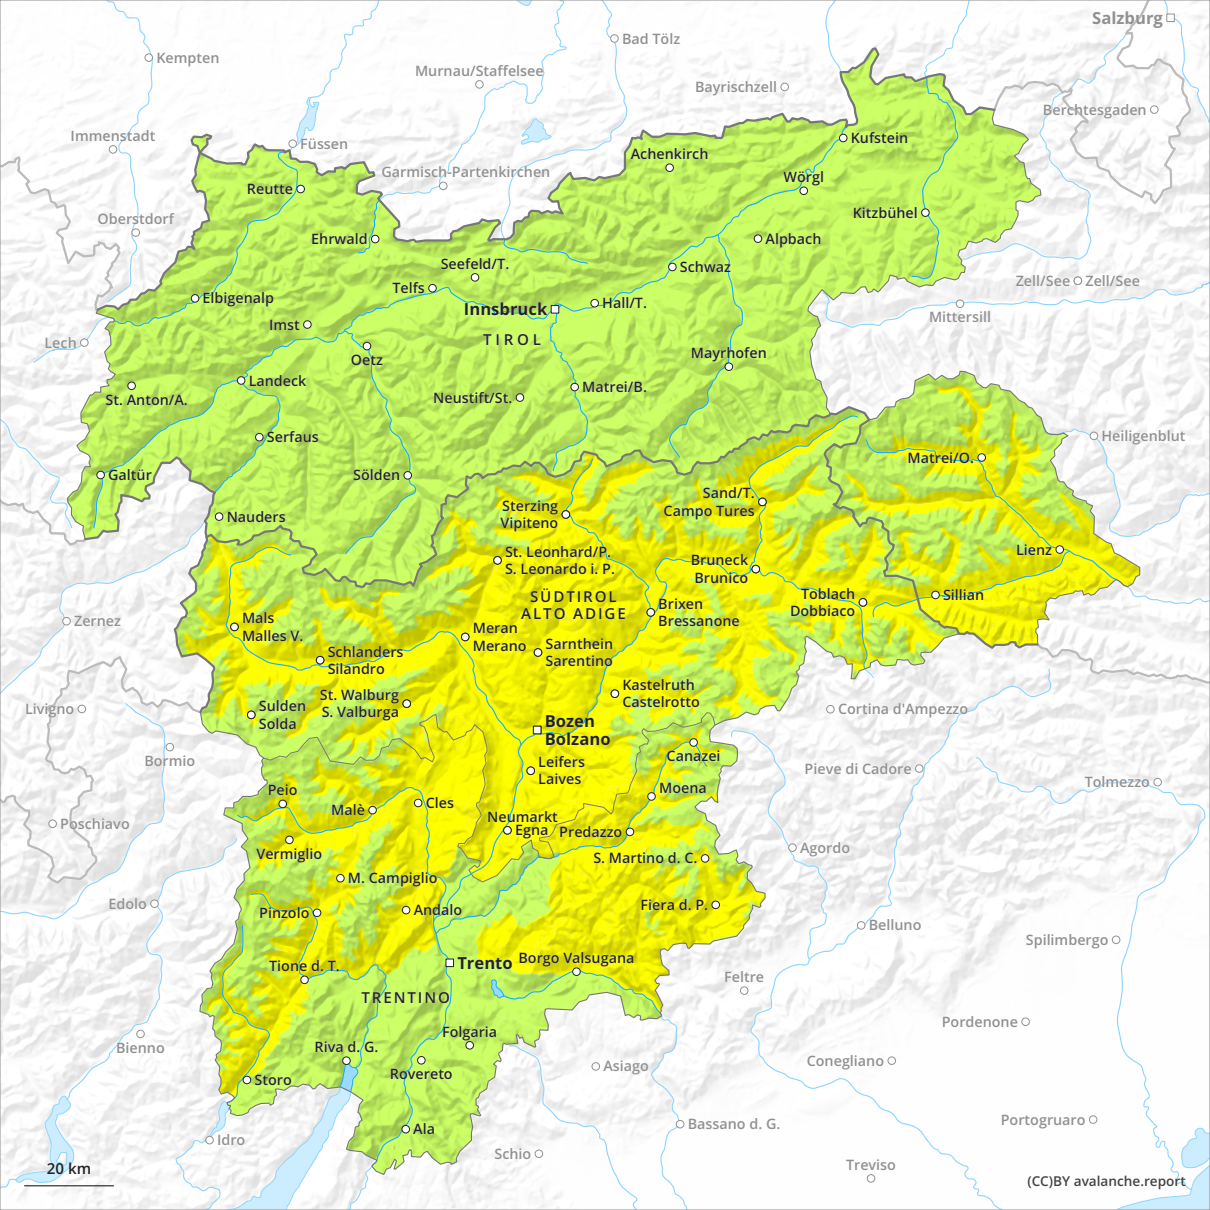 Salzburg
Bad Tölz
Kempten
Murnau/Staffelsee
Bayrischzell
Berchtesgaden
Immenstadt
Füssen
Kufstein
Achenkirch
Garmisch-Partenkirchen
Wörgl
Reutte
Oberstdorf
Kitzbühel
Ehrwald
Alpbach
Seefeld/T.
Schwaz
Zell/See
Zell/See
Telfs
Elbigenalp
Hall/T.
Innsbruck
Mittersill
Imst
TIROL
Lech
Oetz
Mayrhofen
Landeck
Matrei/B.
St. Anton/A.
Neustift/St.
Serfaus
Heiligenblut
Matrei/O.
Galtür
Sölden
Sand/T.
Campo Tures
Sterzing
Vipiteno
Nauders
Lienz
St. Leonhard/P.
S. Leonardo i. P.
Bruneck
Brunico
SÜDTIROL
ALTO ADIGE
Toblach
Dobbiaco
Sillian
Brixen
Bressanone
Zernez
Mals
Malles V.
Meran
Merano
Sarnthein
Sarentino
Schlanders
Silandro
Kastelruth
Castelrotto
St. Walburg
S. Valburga
Livigno
Sulden
Solda
Cortina d'Ampezzo
Bozen
Bolzano
Bormio
Canazei
Leifers
Laives
Pieve di Cadore
Tolmezzo
Peio
Moena
Cles
Malè
Neumarkt
Egna
Poschiavo
Predazzo
Vermiglio
Agordo
S. Martino d. C.
M. Campiglio
Edolo
Pinzolo
Andalo
Fiera d. P.
Belluno
Spilimbergo
Borgo Valsugana
Trento
Tione d. T.
Feltre
TRENTINO
Pordenone
Folgaria
Bienno
Riva d. G.
Conegliano
Asiago
Rovereto
Storo
Portogruaro
Bassano d. G.
Ala
Idro
Schio
Treviso
20 km
(CC)BY avalanche.report